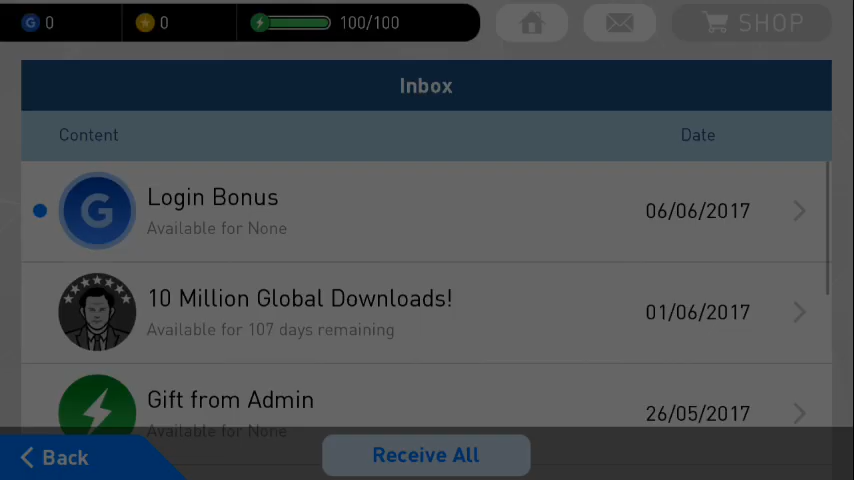 G 0
0
100/100
SHOP
Inbox
Content Date
G
Login Bonus
Available for None
06/06/2017
10 Million Global Downloads!
Available for 107 days remaining
01/06/2017
Gift from Admin
Available for None
26/05/2017
Back
Receive All